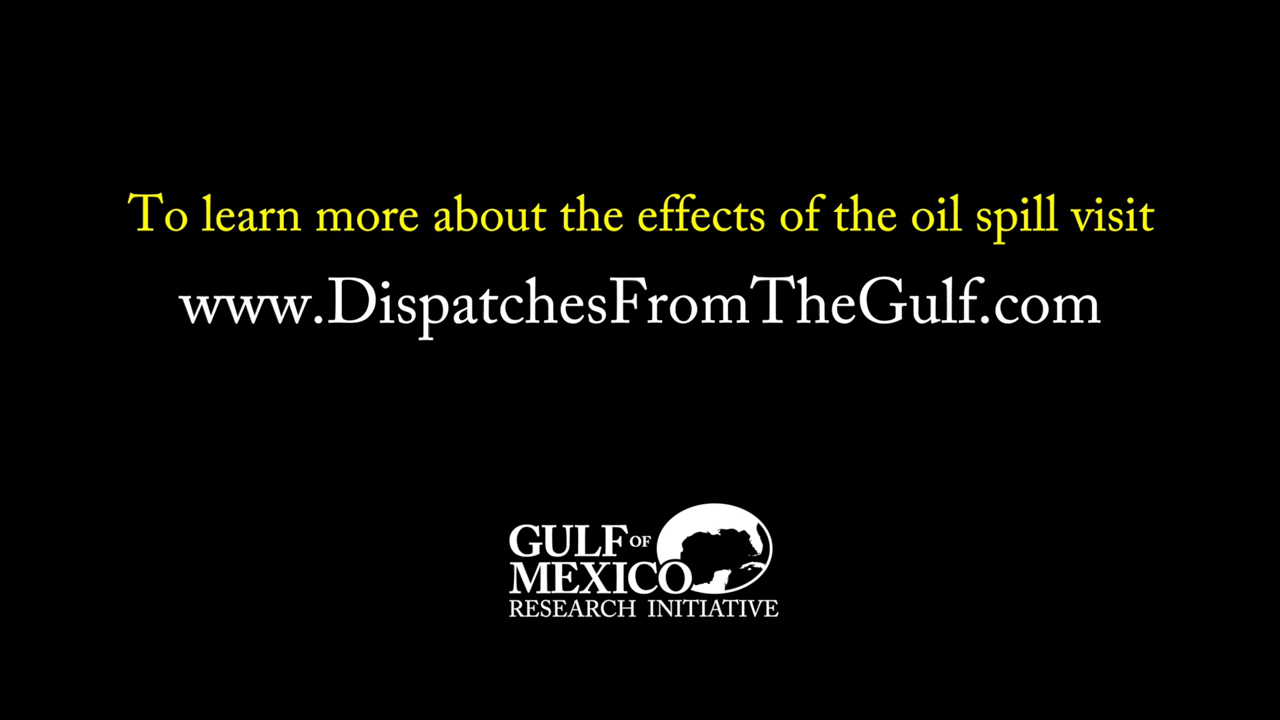 To learn more about the effects of the oil spill visit
www.DispatchesFromTheGulf.com
GULF OF
MEXICO
RESEARCH INITIATIVE